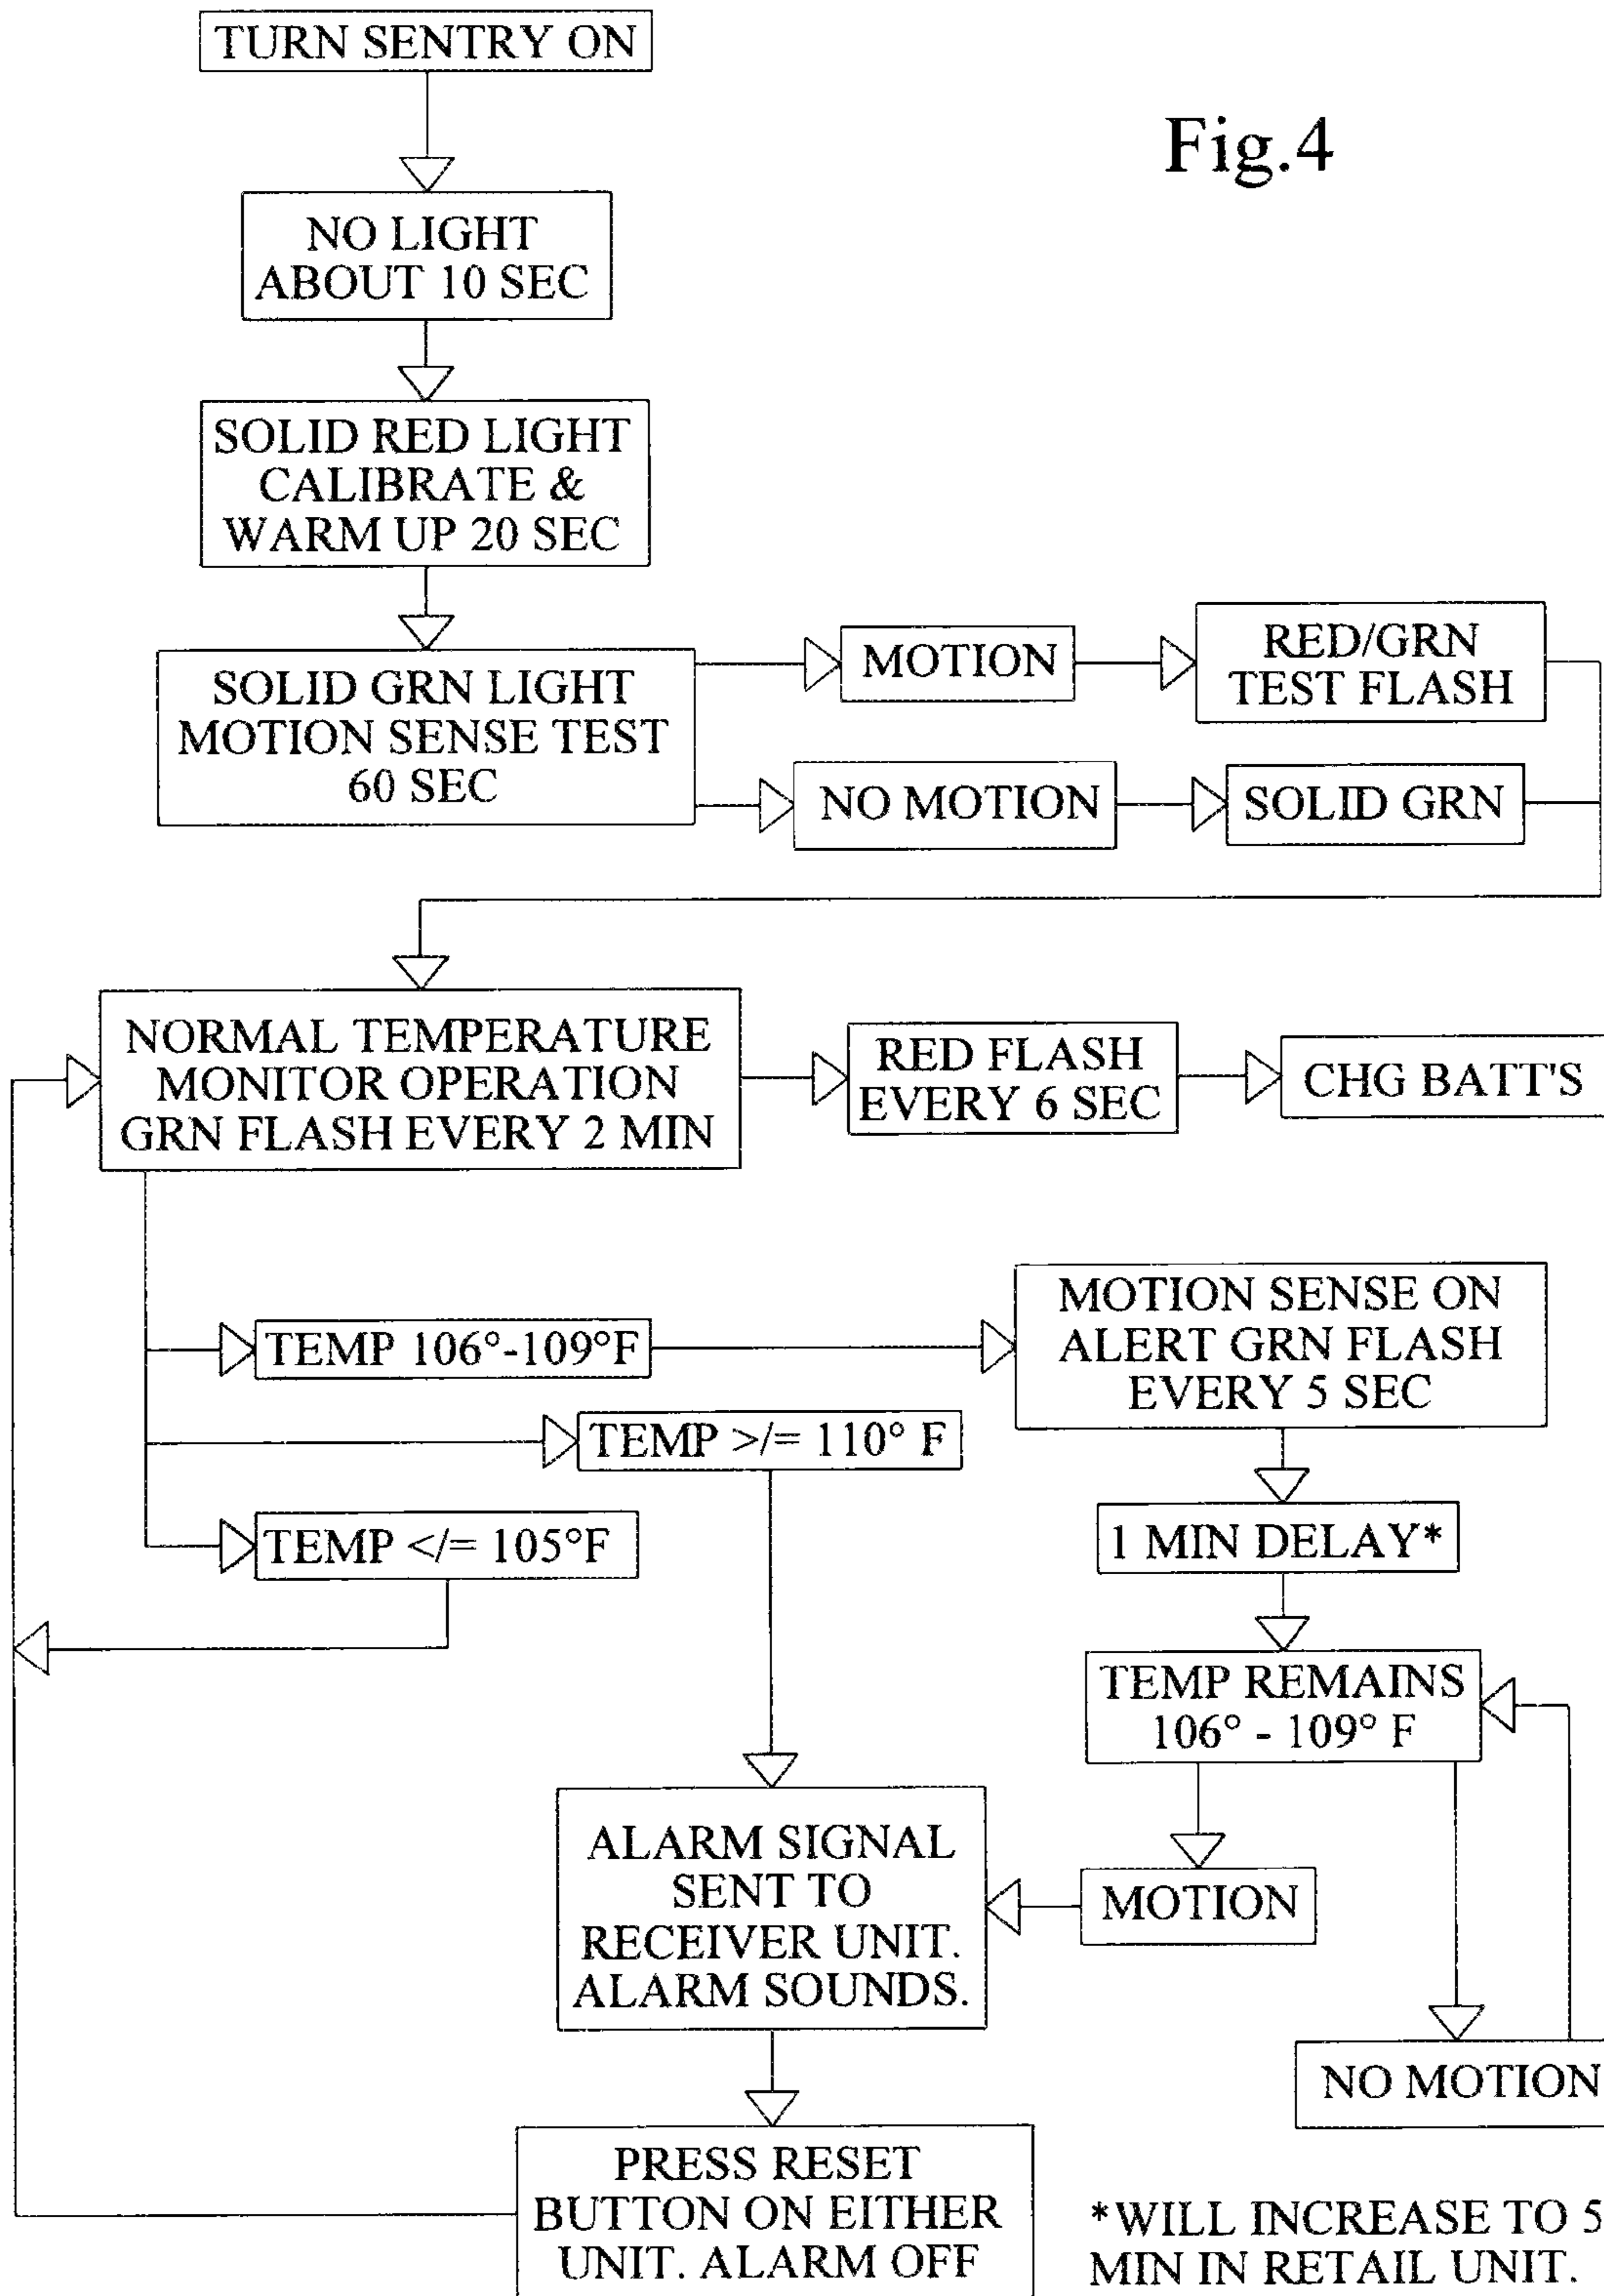 TURN SENTRY ON
Fig.4
NO LIGHT
ABOUT 10 SEC
SOLID RED LIGHT
CALIBRATE &
WARM UP 20 SEC
SOLID GRN LIGHT
MOTION SENSE TEST
60 SEC
MOTION
RED/GRN
TEST FLASH
NO MOTION
SOLID GRN
NORMAL TEMPERATURE
MONITOR OPERATION
GRN FLASH EVERY 2 MIN
RED FLASH
EVERY 6 SEC
CHG BATT'S
TEMP 106°-109°F
MOTION SENSE ON
ALERT GRN FLASH
EVERY 5 SEC
TEMP >/= 110° F
TEMP </= 105°F
1 MIN DELAY*
TEMP REMAINS
106° - 109° F
ALARM SIGNAL
SENT TO
RECEIVER UNIT.
ALARM SOUNDS.
MOTION
NO MOTION
PRESS RESET
BUTTON ON EITHER
UNIT. ALARM OFF
*WILL INCREASE TO 5
MIN IN RETAIL UNIT.